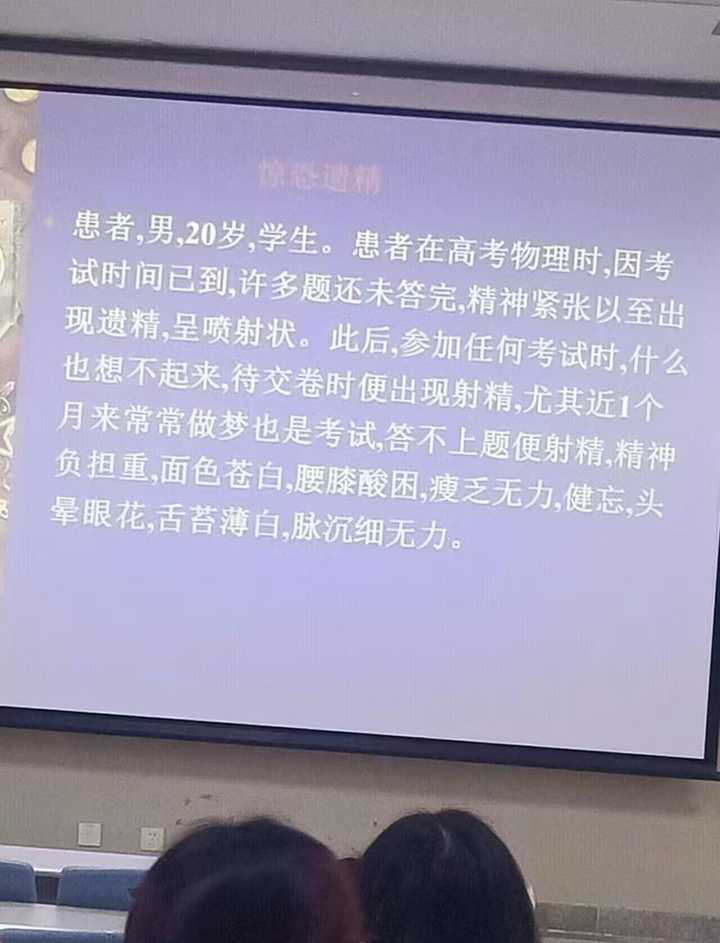 惊恐遗精
患者,男,20岁,学生。患者在高考物理时,因考
试时间已到,许多题还未答完,精神紧张以至出
现遗精,呈喷射状。此后,参加任何考试时,什么
也想不起来,待交卷时便出现射精,尤其近1个
月来常常做梦也是考试,答不上题便射精,精神
负担重,面色苍白,腰膝酸困,瘦乏无力,健忘,头
晕眼花,舌苔薄白,脉沉细无力。